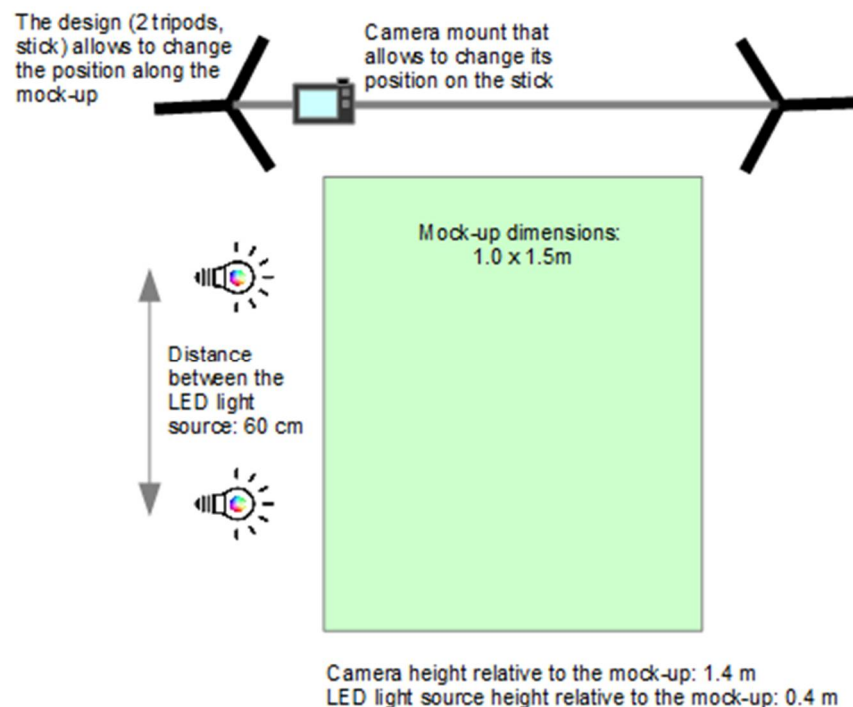 The design (2 tripods,
stick) allows to change
the position along the
mock-up
Camera mount that
allows to change its
position on the stick
Mock-up dimensions:
1.0 x 1.5m
Distance
between the
LED light
source: 60 cm
Camera height relative to the mock-up: 1.4 m
LED light source height relative to the mock-up: 0.4 m